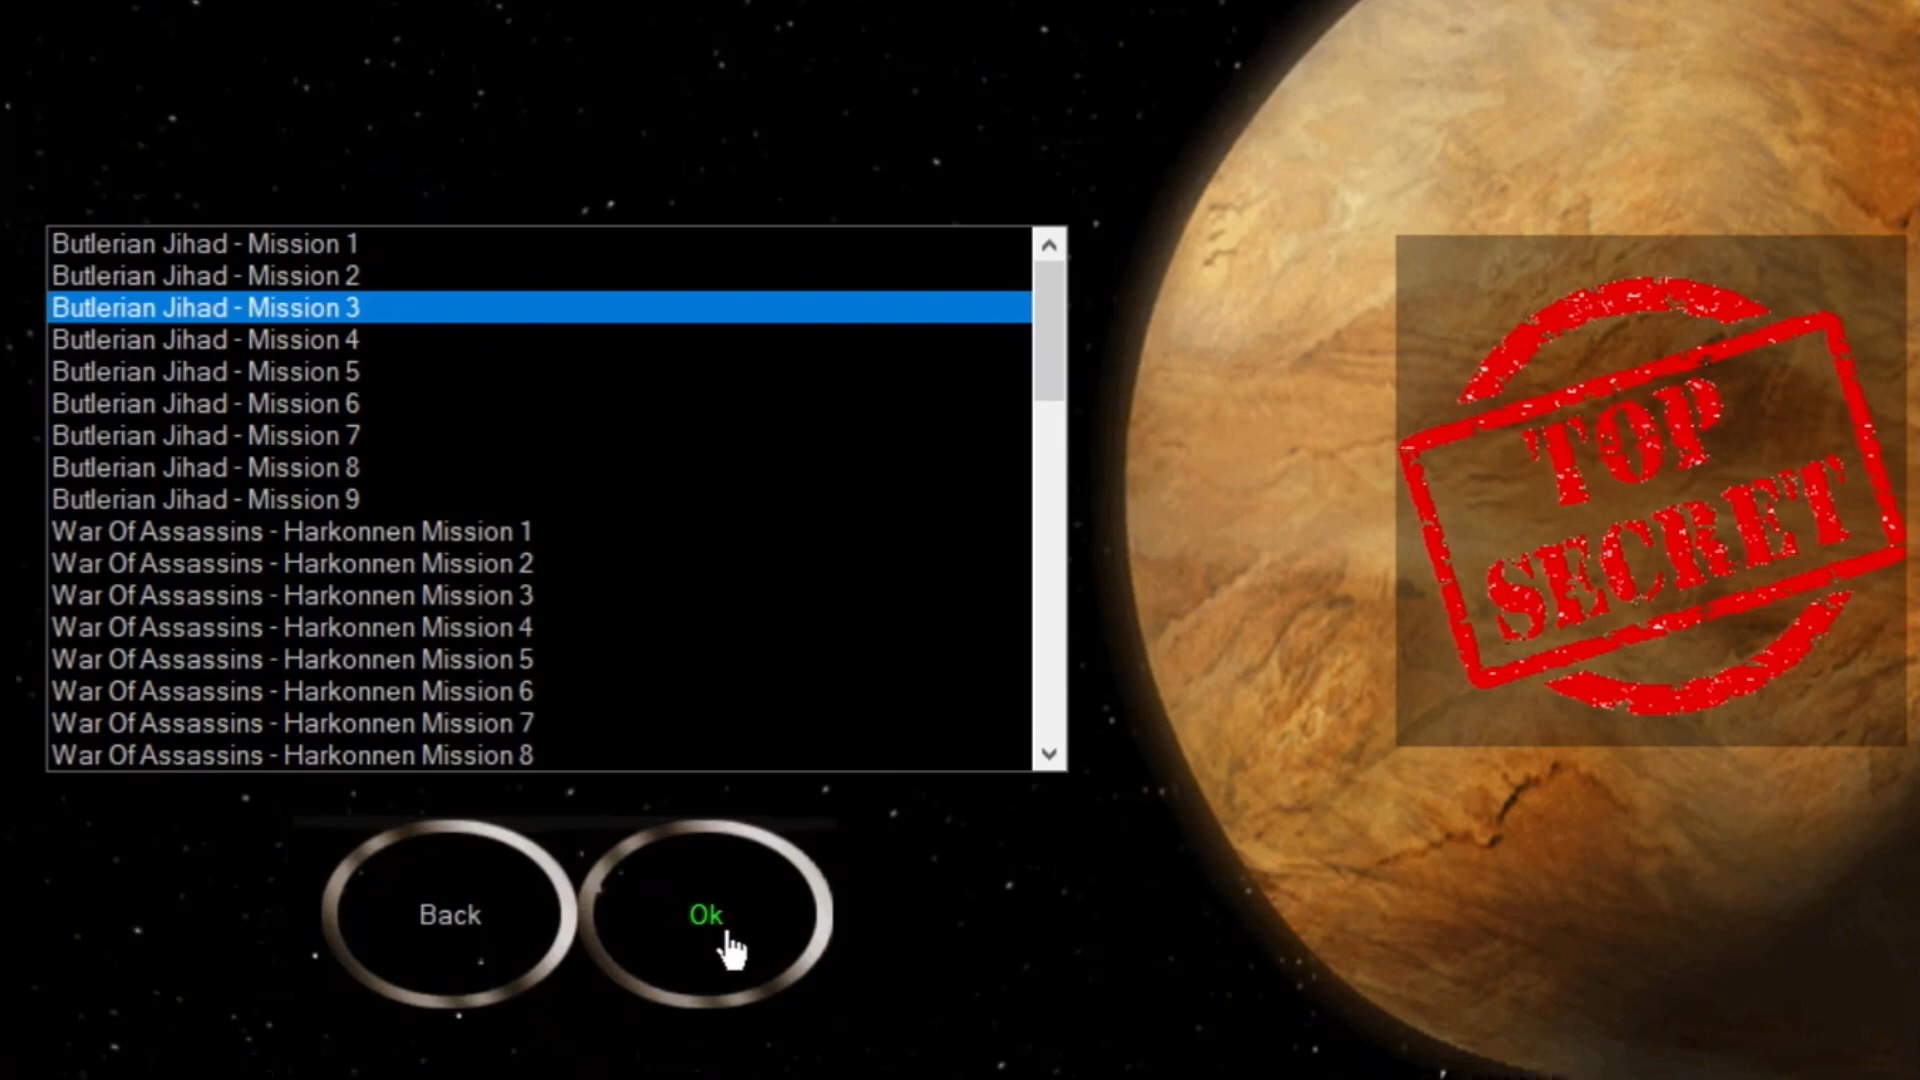 Butlerian Jihad - Mission 1
Butlerian Jihad - Mission 2
Butlerian Jihad - Mission 3
Butlerian Jihad - Mission 4
Butlerian Jihad - Mission 5
Butlerian Jihad - Mission 6
Butlerian Jihad - Mission 7
Butlerian Jihad - Mission 8
Butlerian Jihad - Mission 9
War Of Assassins - Harkonnen Mission 1
War Of Assassins - Harkonnen Mission 2
War Of Assassins - Harkonnen Mission 3
War Of Assassins - Harkonnen Mission 4
War Of Assassins - Harkonnen Mission 5
War Of Assassins - Harkonnen Mission 6
War Of Assassins - Harkonnen Mission 7
War Of Assassins - Harkonnen Mission 8
TOP
SECRET
Back
Ok